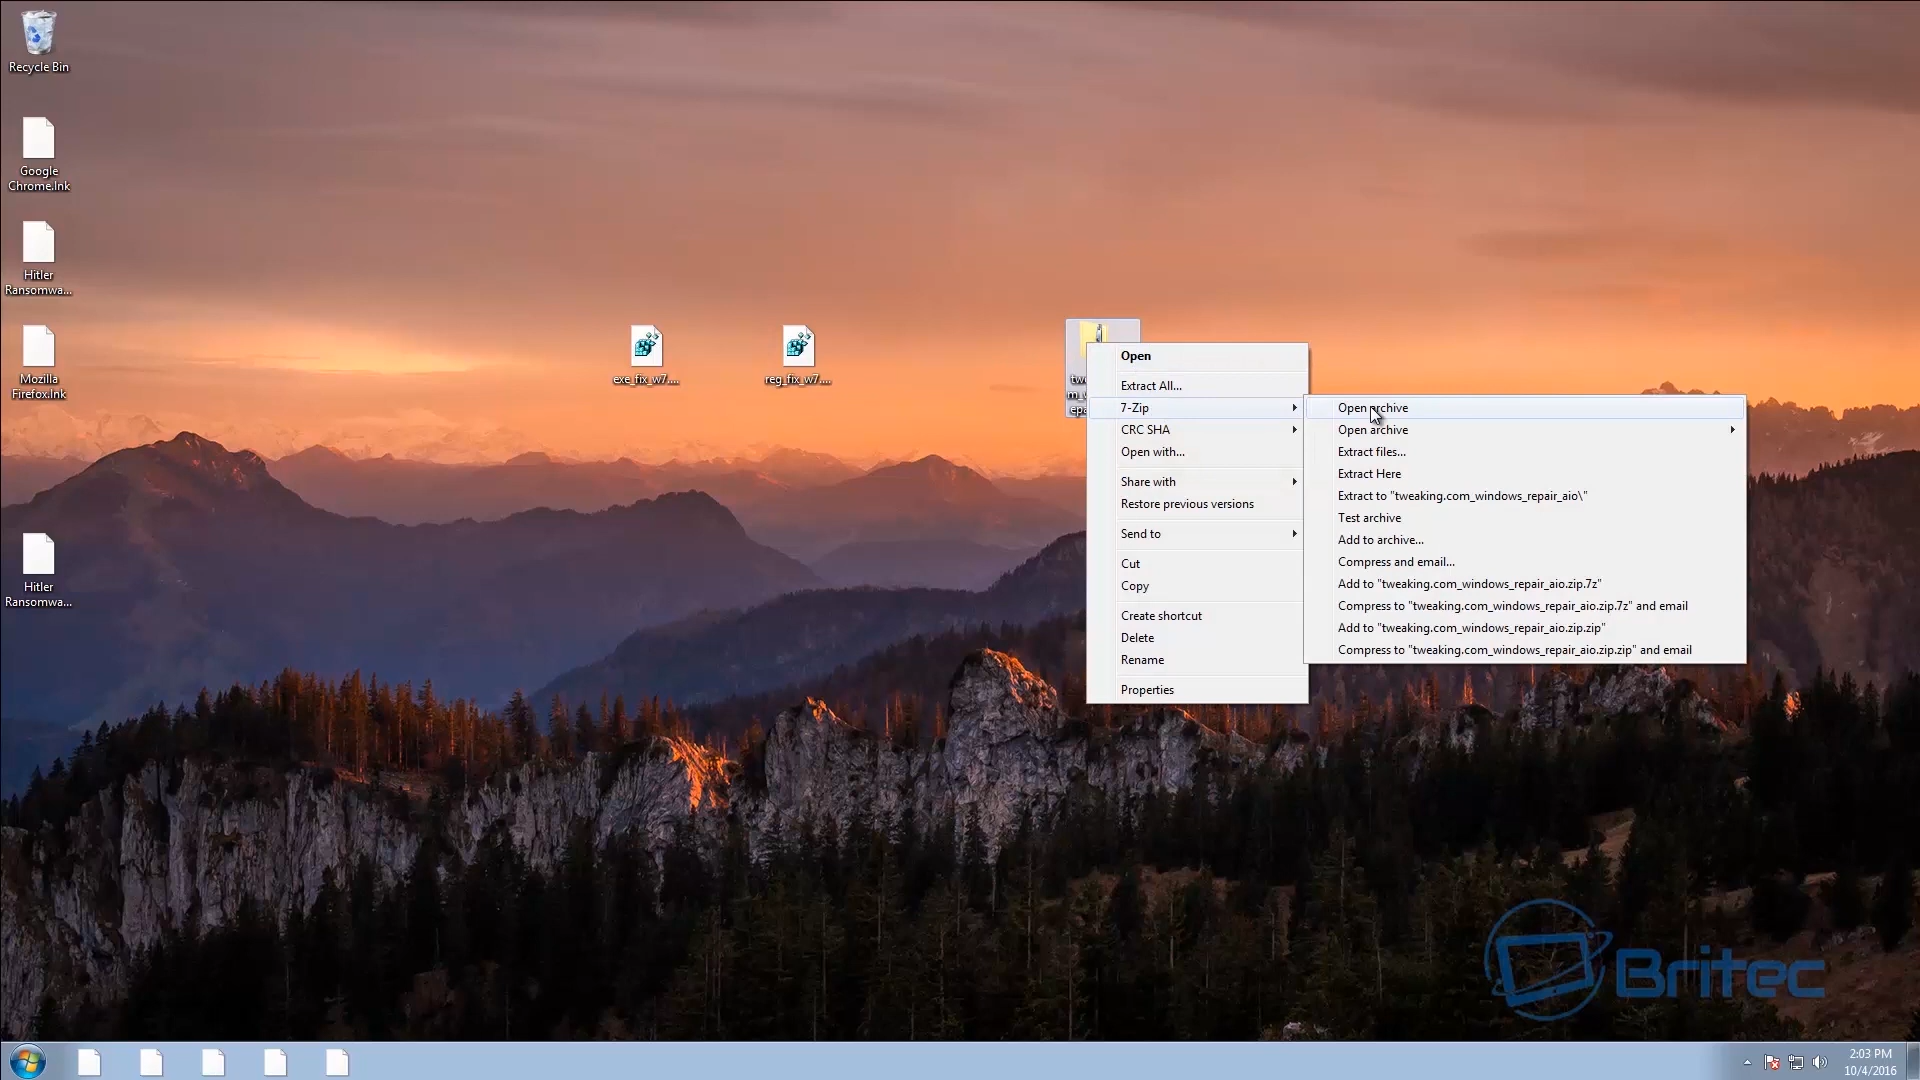 Recycle Bin
Google
Chrome.lnk
Hitler
Ransomwa...
Mozilla
Firefox.lnk
Hitler
Ransomwa...
exe_fix_w7....
reg_fix_w7....
Open
Extract All...
7-Zip
CRC SHA
Open with...
Share with
Restore previous versions
Send to
Cut
Copy
Create shortcut
Delete
Rename
Properties
Open archive
Open archive
Extract files...
Extract Here
Extract to "tweaking.com_windows_repair_aio\"
Test archive
Add to archive...
Compress and email...
Add to "tweaking.com_windows_repair_aio.zip.7z"
Compress to "tweaking.com_windows_repair_aio.zip.7z" and email
Add to "tweaking.com_windows_repair_aio.zip.zip"
Compress to "tweaking.com_windows_repair_aio.zip.zip" and email
Britec
2:03 PM
10/4/2016